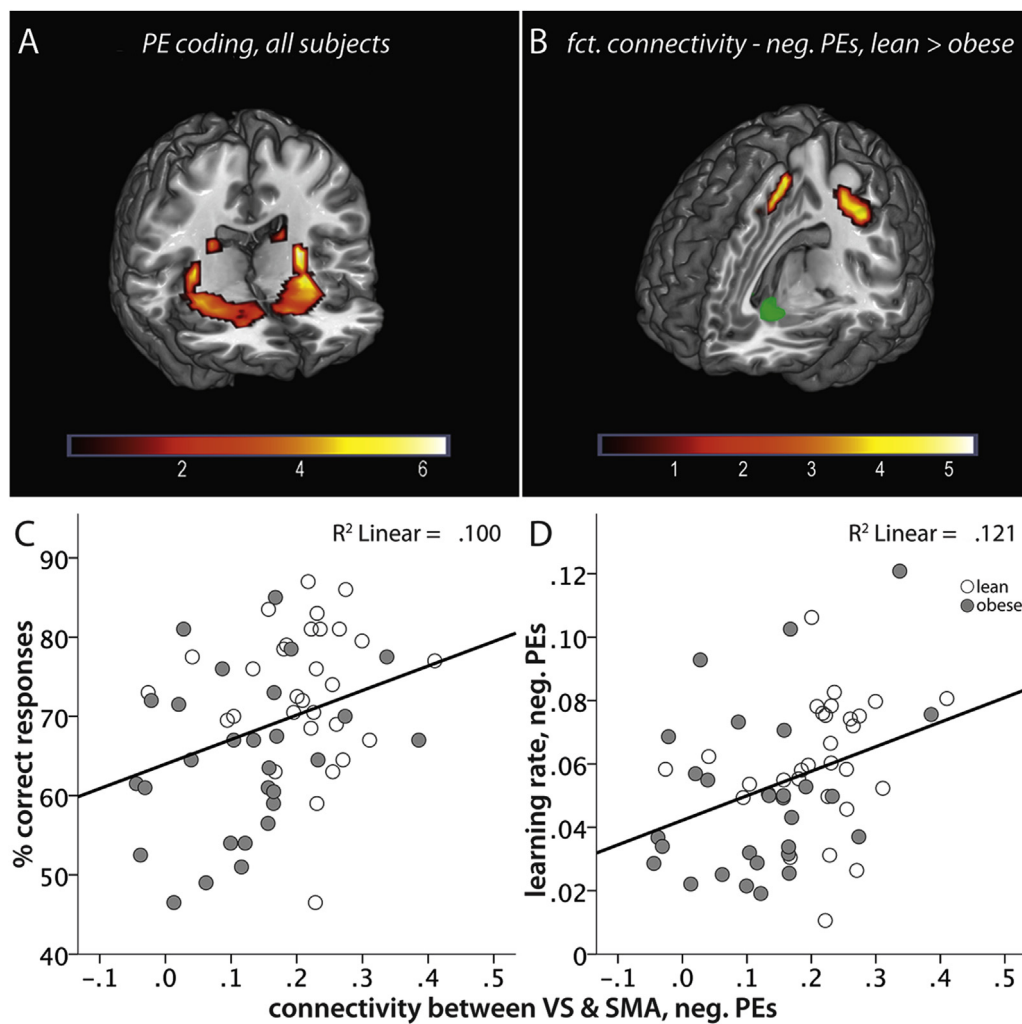 A PE coding, all subjects
2 4 6
B fct. connectivity - neg. PEs, lean > obese
1 2 3 4 5
C R² Linear = .100
% correct responses
90
80
70
60
50
40
-.1 .0 .1 .2 .3 .4 .5
D R² Linear = .121
lean
obese
learning rate, neg. PEs
.12
.10
.08
.06
.04
.02
0
-.1 .0 .1 .2 .3 .4 .5
connectivity between VS & SMA, neg. PEs